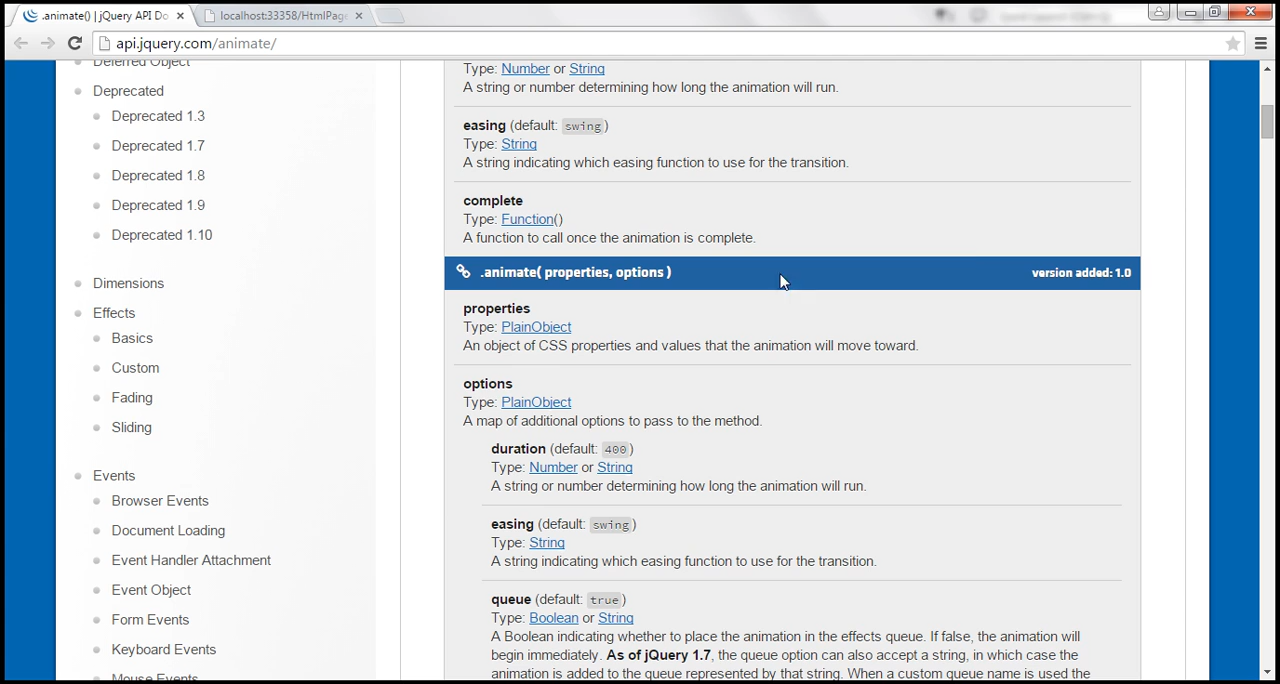 .animate() | jQuery API Do
localhost:33358/HtmlPage
api.jquery.com/animate/
Deferred Object
Deprecated
Deprecated 1.3
Deprecated 1.7
Deprecated 1.8
Deprecated 1.9
Deprecated 1.10
Dimensions
Effects
Basics
Custom
Fading
Sliding
Events
Browser Events
Document Loading
Event Handler Attachment
Event Object
Form Events
Keyboard Events
Mouse Events
Type: Number or String
A string or number determining how long the animation will run.
easing (default: swing)
Type: String
A string indicating which easing function to use for the transition.
complete
Type: Function()
A function to call once the animation is complete.
.animate( properties, options ) version added: 1.0
properties
Type: PlainObject
An object of CSS properties and values that the animation will move toward.
options
Type: PlainObject
A map of additional options to pass to the method.
duration (default: 400)
Type: Number or String
A string or number determining how long the animation will run.
easing (default: swing)
Type: String
A string indicating which easing function to use for the transition.
queue (default: true)
Type: Boolean or String
A Boolean indicating whether to place the animation in the effects queue. If false, the animation will
begin immediately. As of jQuery 1.7, the queue option can also accept a string, in which case the
animation is added to the queue represented by that string. When a custom queue name is used the